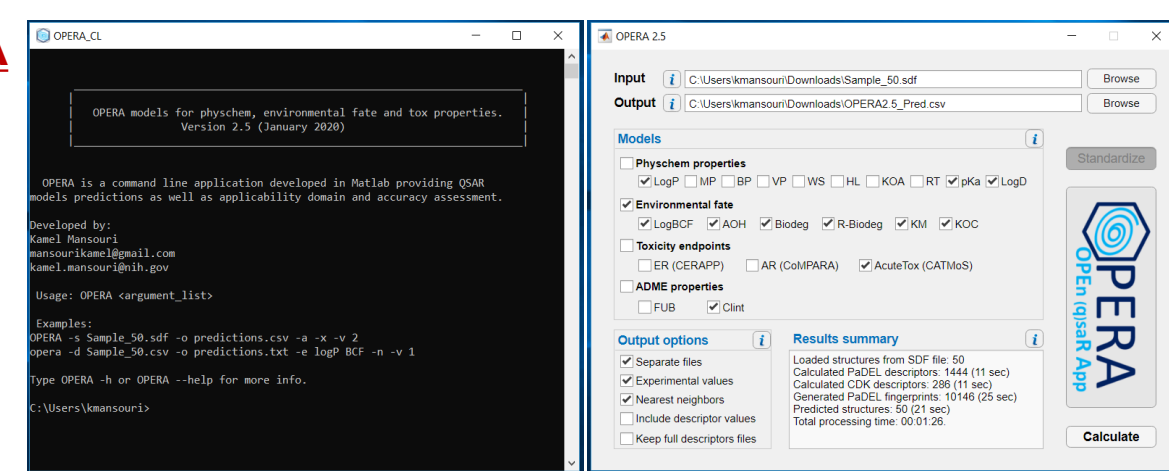 OPERA_CL
OPERA models for physchem, environmental fate and tox properties.
Version 2.5 (January 2020)
OPERA is a command line application developed in Matlab providing QSAR
models predictions as well as applicability domain and accuracy assessment.
Developed by:
Kamel Mansouri
mansourikamel@gmail.com
kamel.mansouri@nih.gov
Usage: OPERA <argument_list>
Examples:
OPERA -s Sample_50.sdf -o predictions.csv -a -x -v 2
opera -d Sample_50.csv -o predictions.txt -e logP BCF -n -v 1
Type OPERA -h or OPERA --help for more info.
C:\Users\kmansouri>
OPERA 2.5
Input i C:\Users\kmansouri\Downloads\Sample_50.sdf Browse
Output i C:\Users\kmansouri\Downloads\OPERA2.5_Pred.csv Browse
Models i
Physchem properties
LogP MP BP VP WS HL KOA RT pKa LogD
Environmental fate
LogBCF AOH Biodeg R-Biodeg KM KOC
Toxicity endpoints
ER (CERAPP) AR (CoMPARA) AcuteTox (CATMoS)
ADME properties
FUB Clint
Output options i
Separate files
Experimental values
Nearest neighbors
Include descriptor values
Keep full descriptors files
Results summary i
Loaded structures from SDF file: 50
Calculated PaDEL descriptors: 1444 (11 sec)
Calculated CDK descriptors: 286 (11 sec)
Generated PaDEL fingerprints: 10146 (25 sec)
Predicted structures: 50 (21 sec)
Total processing time: 00:01:26.
Standardize
OPERA
OPEn (q)saR App
Calculate